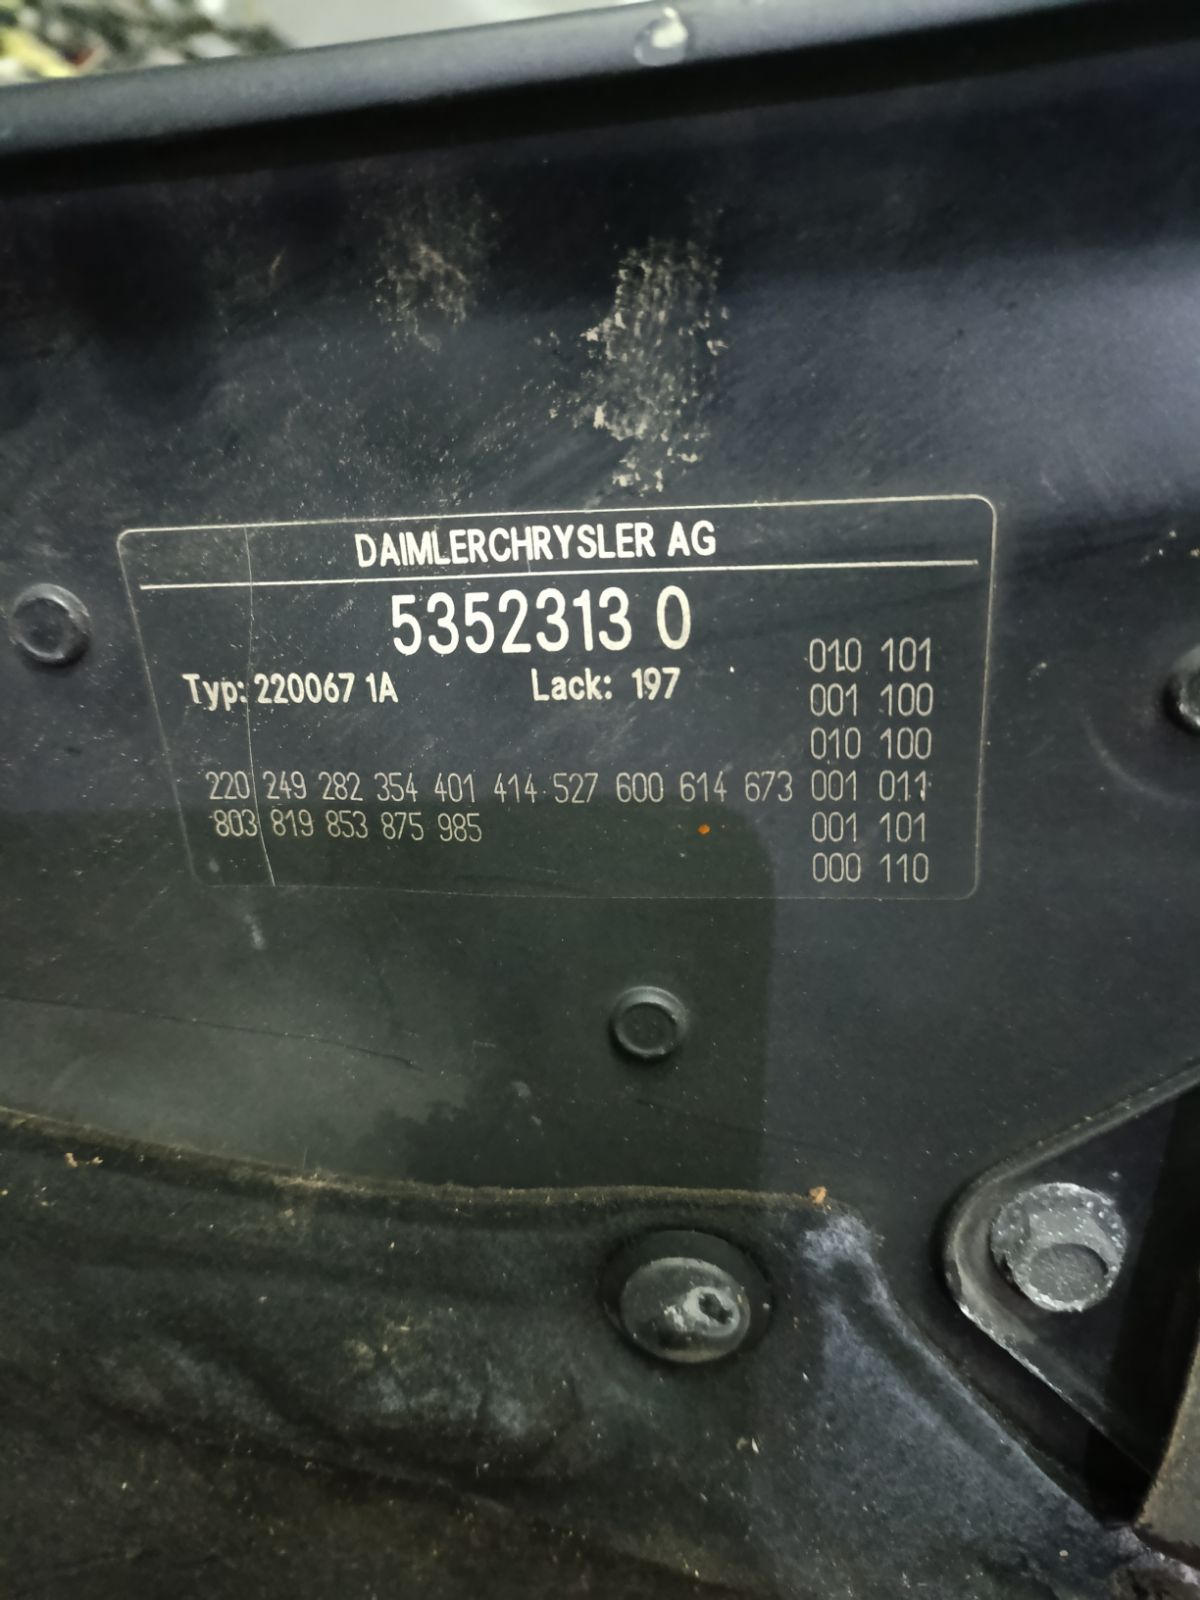 DAIMLERCHRYSLER AG
5352313 0
Typ: 220067 1A Lack: 197
010 101
001 100
010 100
220 249 282 354 401 414 527 600 614 673 001 011
803 819 853 875 985 001 101
000 110